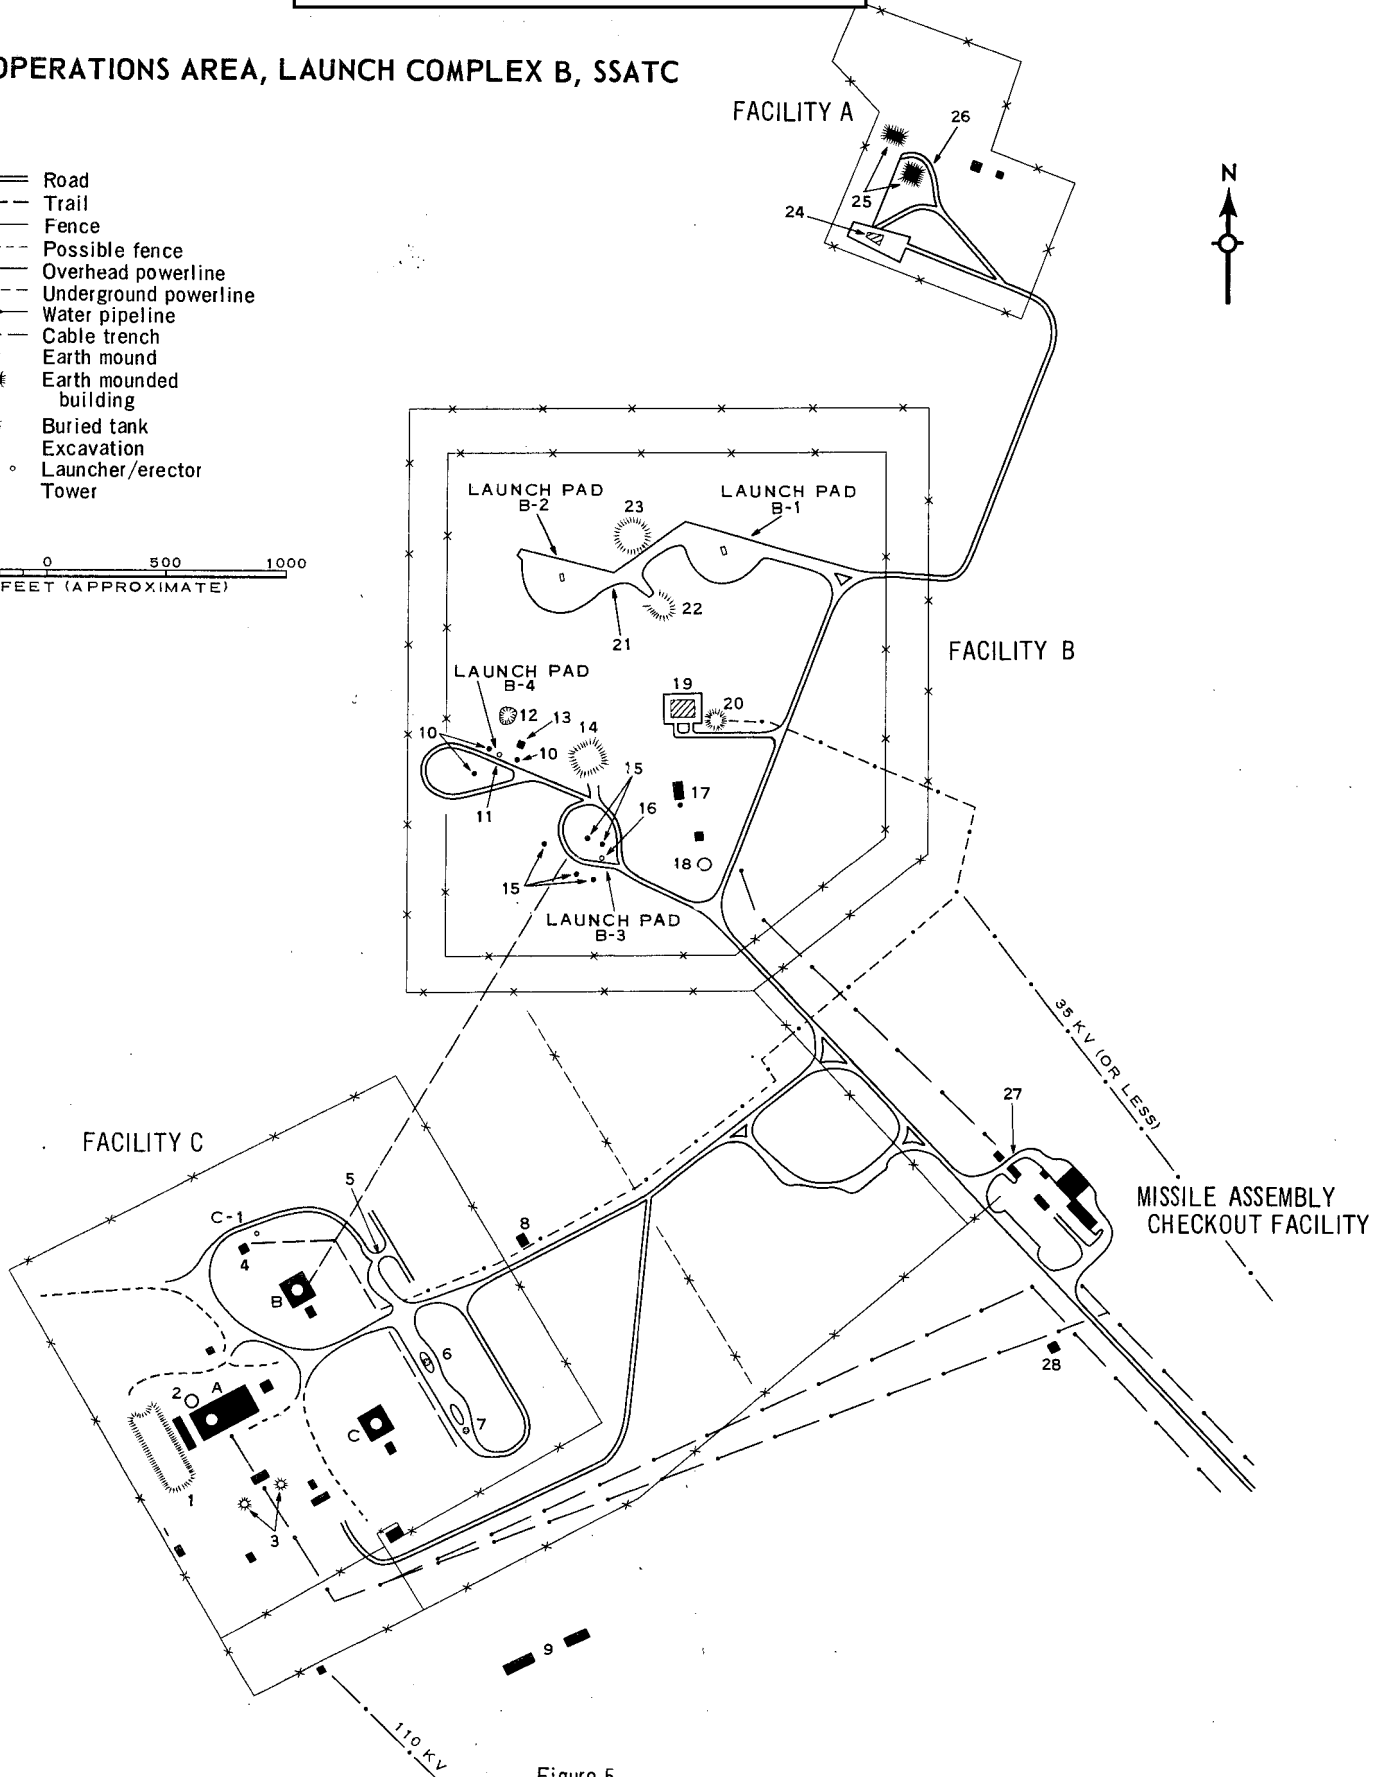 OPERATIONS AREA, LAUNCH COMPLEX B, SSATC
Road
Trail
Fence
Possible fence
Overhead powerline
Underground powerline
Water pipeline
Cable trench
Earth mound
Earth mounded
building
Buried tank
Excavation
Launcher/erector
Tower
0 500 1000
FEET (APPROXIMATE)
N
FACILITY A
26
25
24
LAUNCH PAD
B-2
23
LAUNCH PAD
B-1
22
21
FACILITY B
LAUNCH PAD
B-4
19
20
12
13
14
10
10
11
15
16
17
18
15
LAUNCH PAD
B-3
35 KV (OR LESS)
27
FACILITY C
MISSILE ASSEMBLY
CHECKOUT FACILITY
5
C-1
4
8
B
6
2
A
7
C
28
1
3
9
110 KV
Figure 5